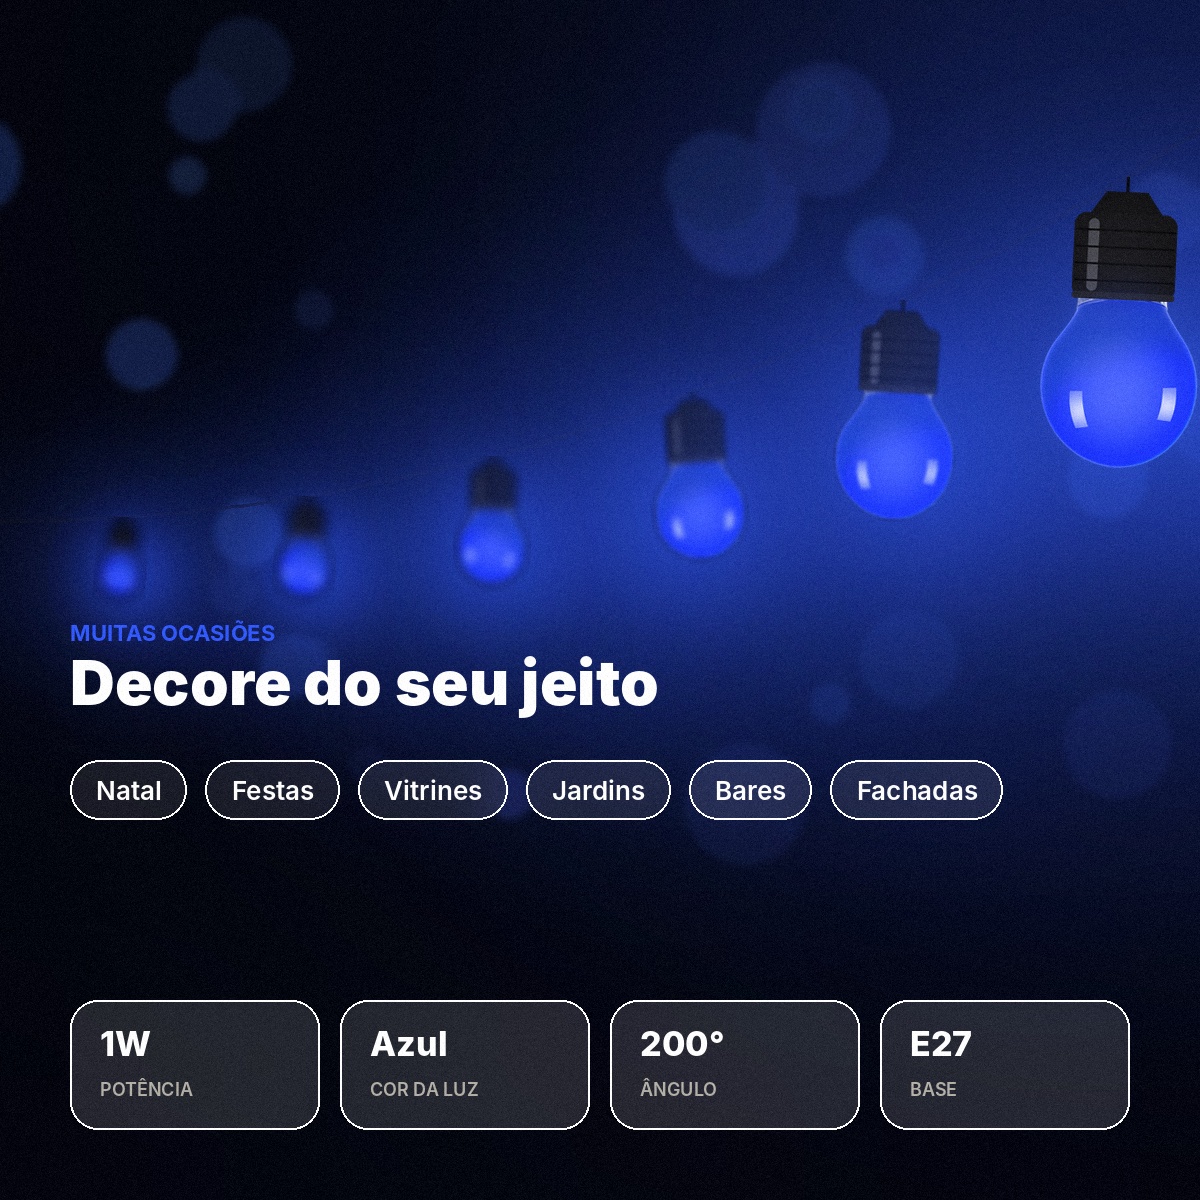 MUITAS OCASIÕES
Decore do seu jeito
Natal Festas Vitrines Jardins Bares Fachadas
1W Azul 200° E27
POTÊNCIA COR DA LUZ ÂNGULO BASE